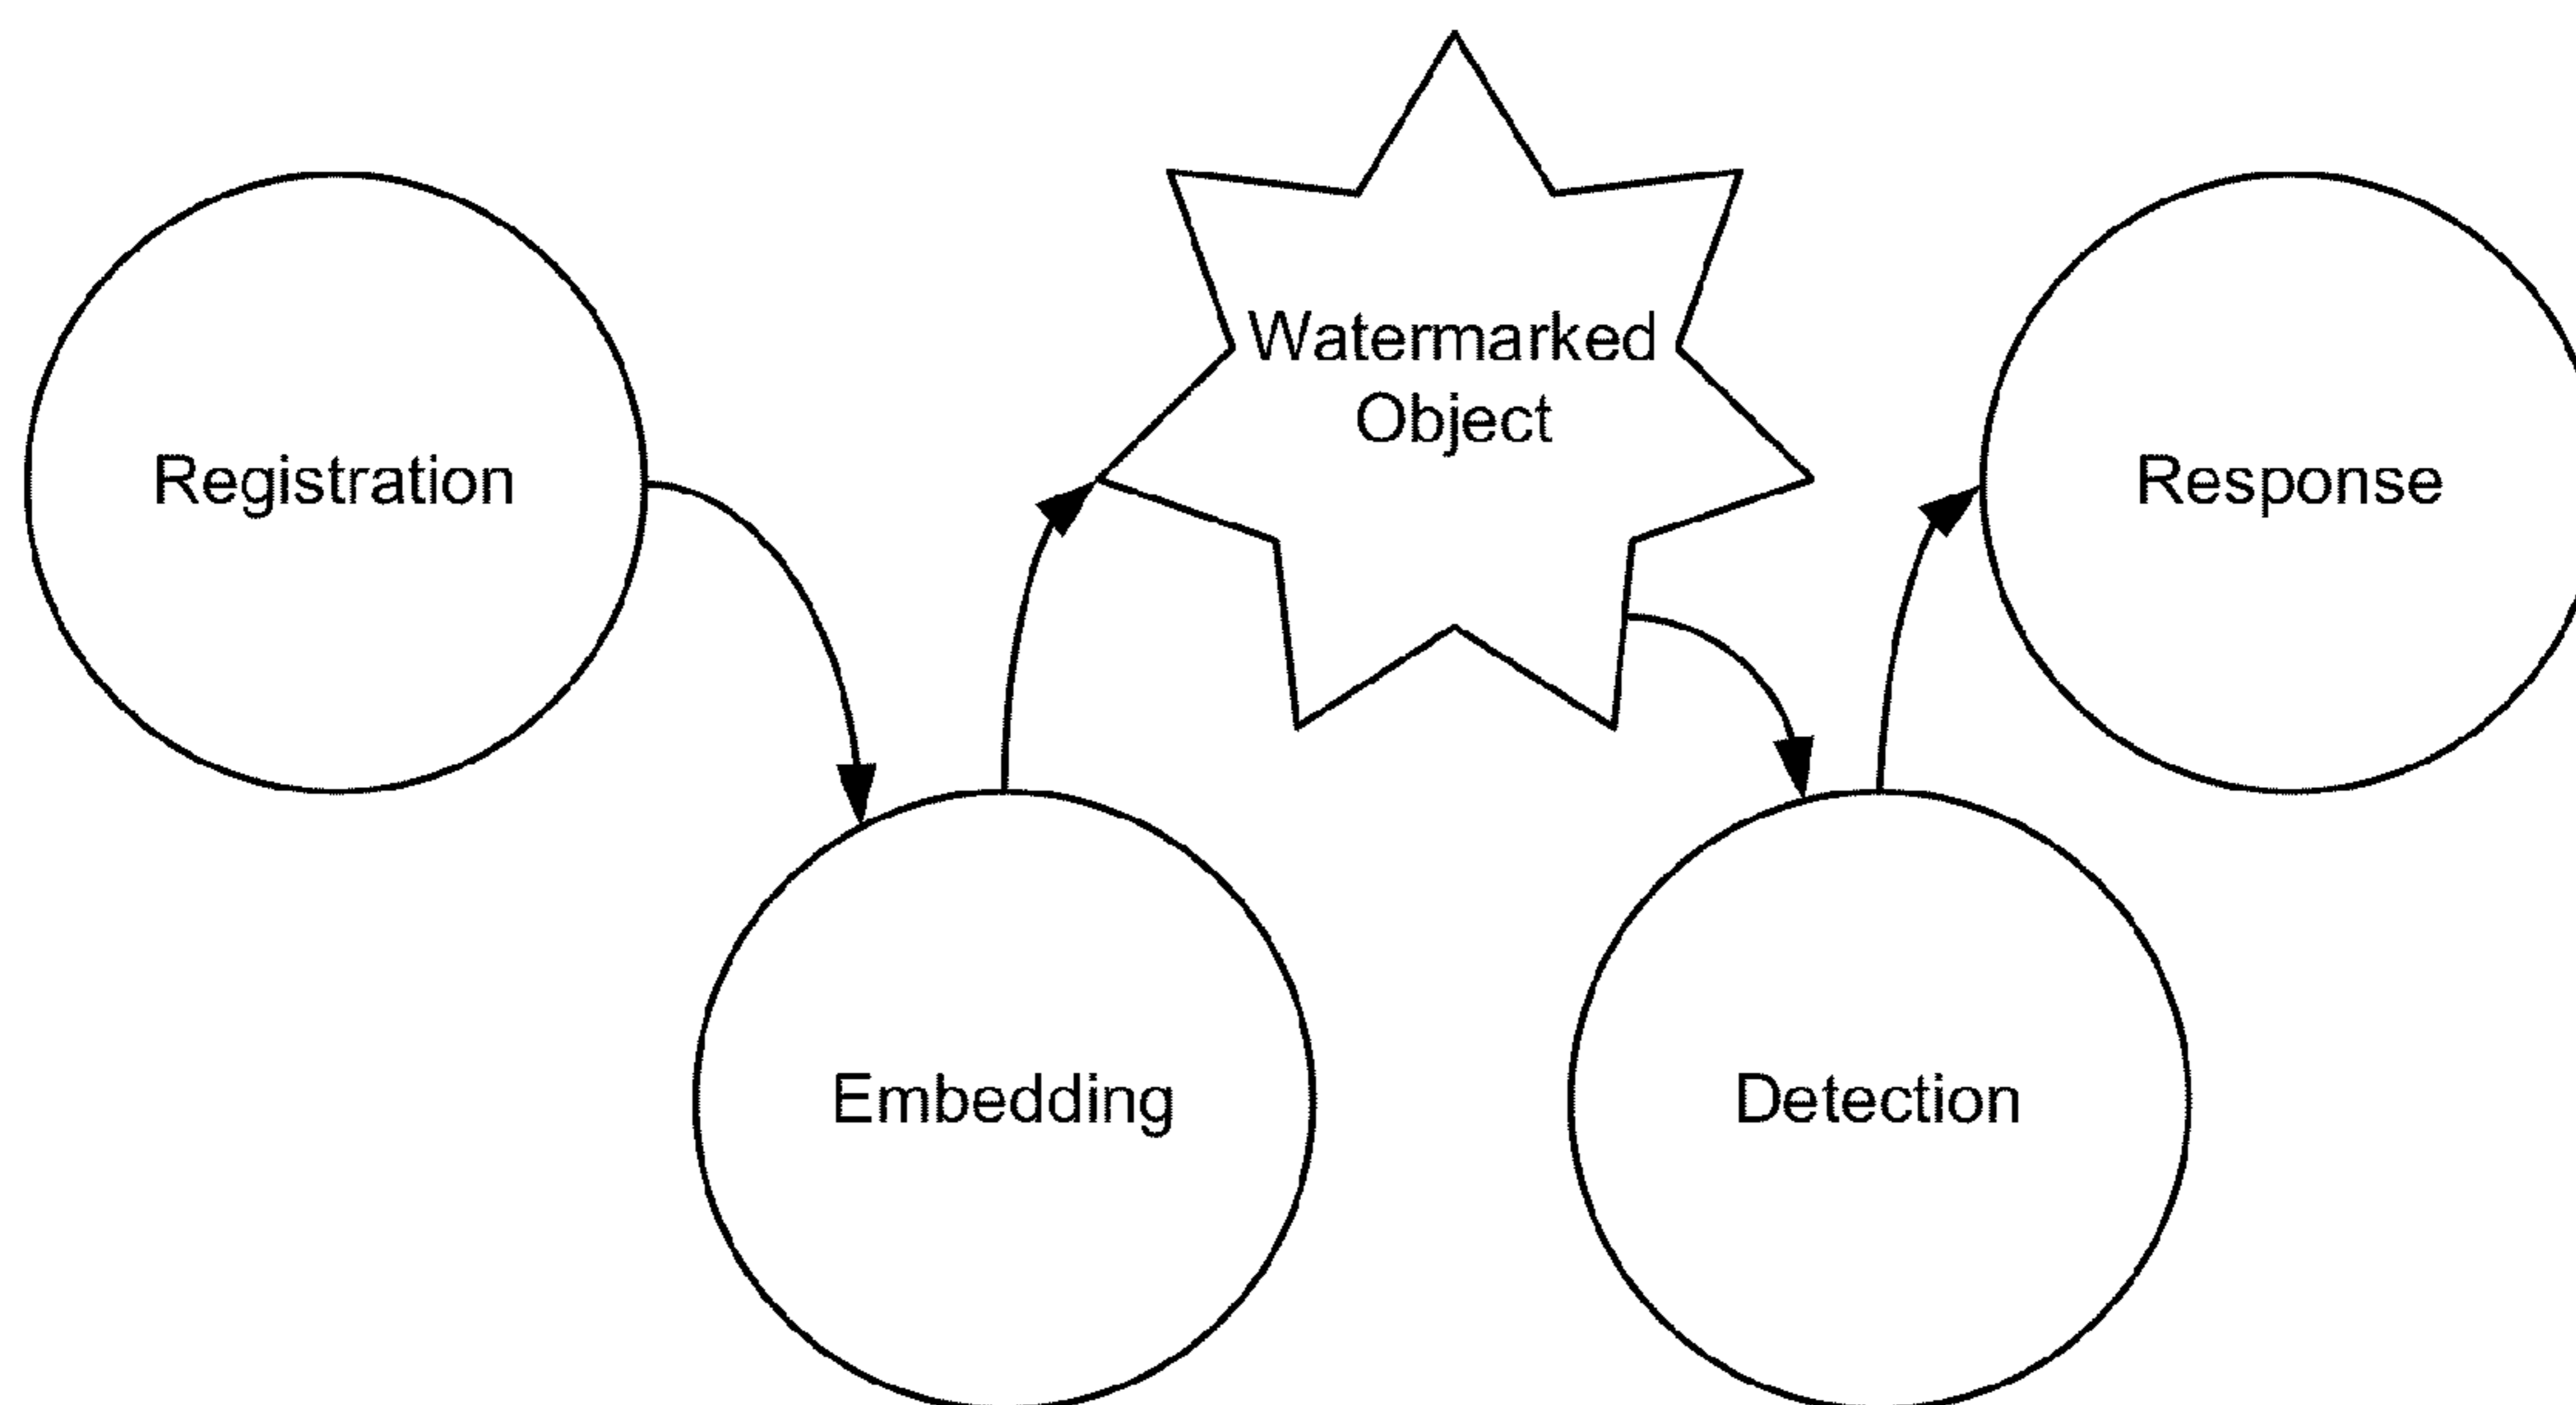 Registration
Watermarked
Object
Response
Embedding
Detection